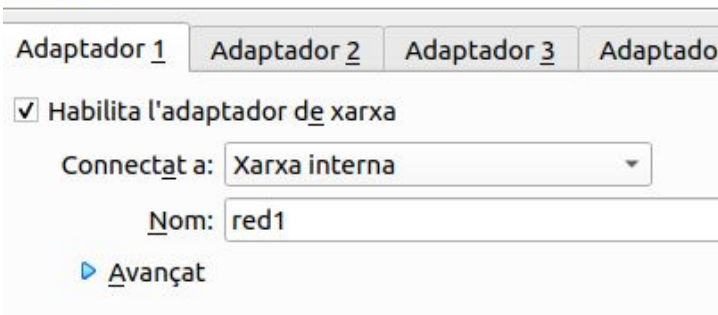 Adaptador 1 Adaptador 2 Adaptador 3 Adaptado
Habilita l'adaptador de xarxa
Connectat a: Xarxa interna
Nom: red1
Avançat